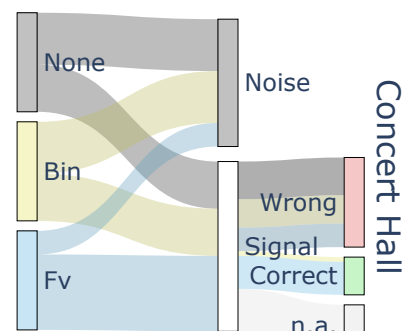 None
Noise
Bin
Wrong
Signal
Fv
Correct
n.a.
Concert Hall